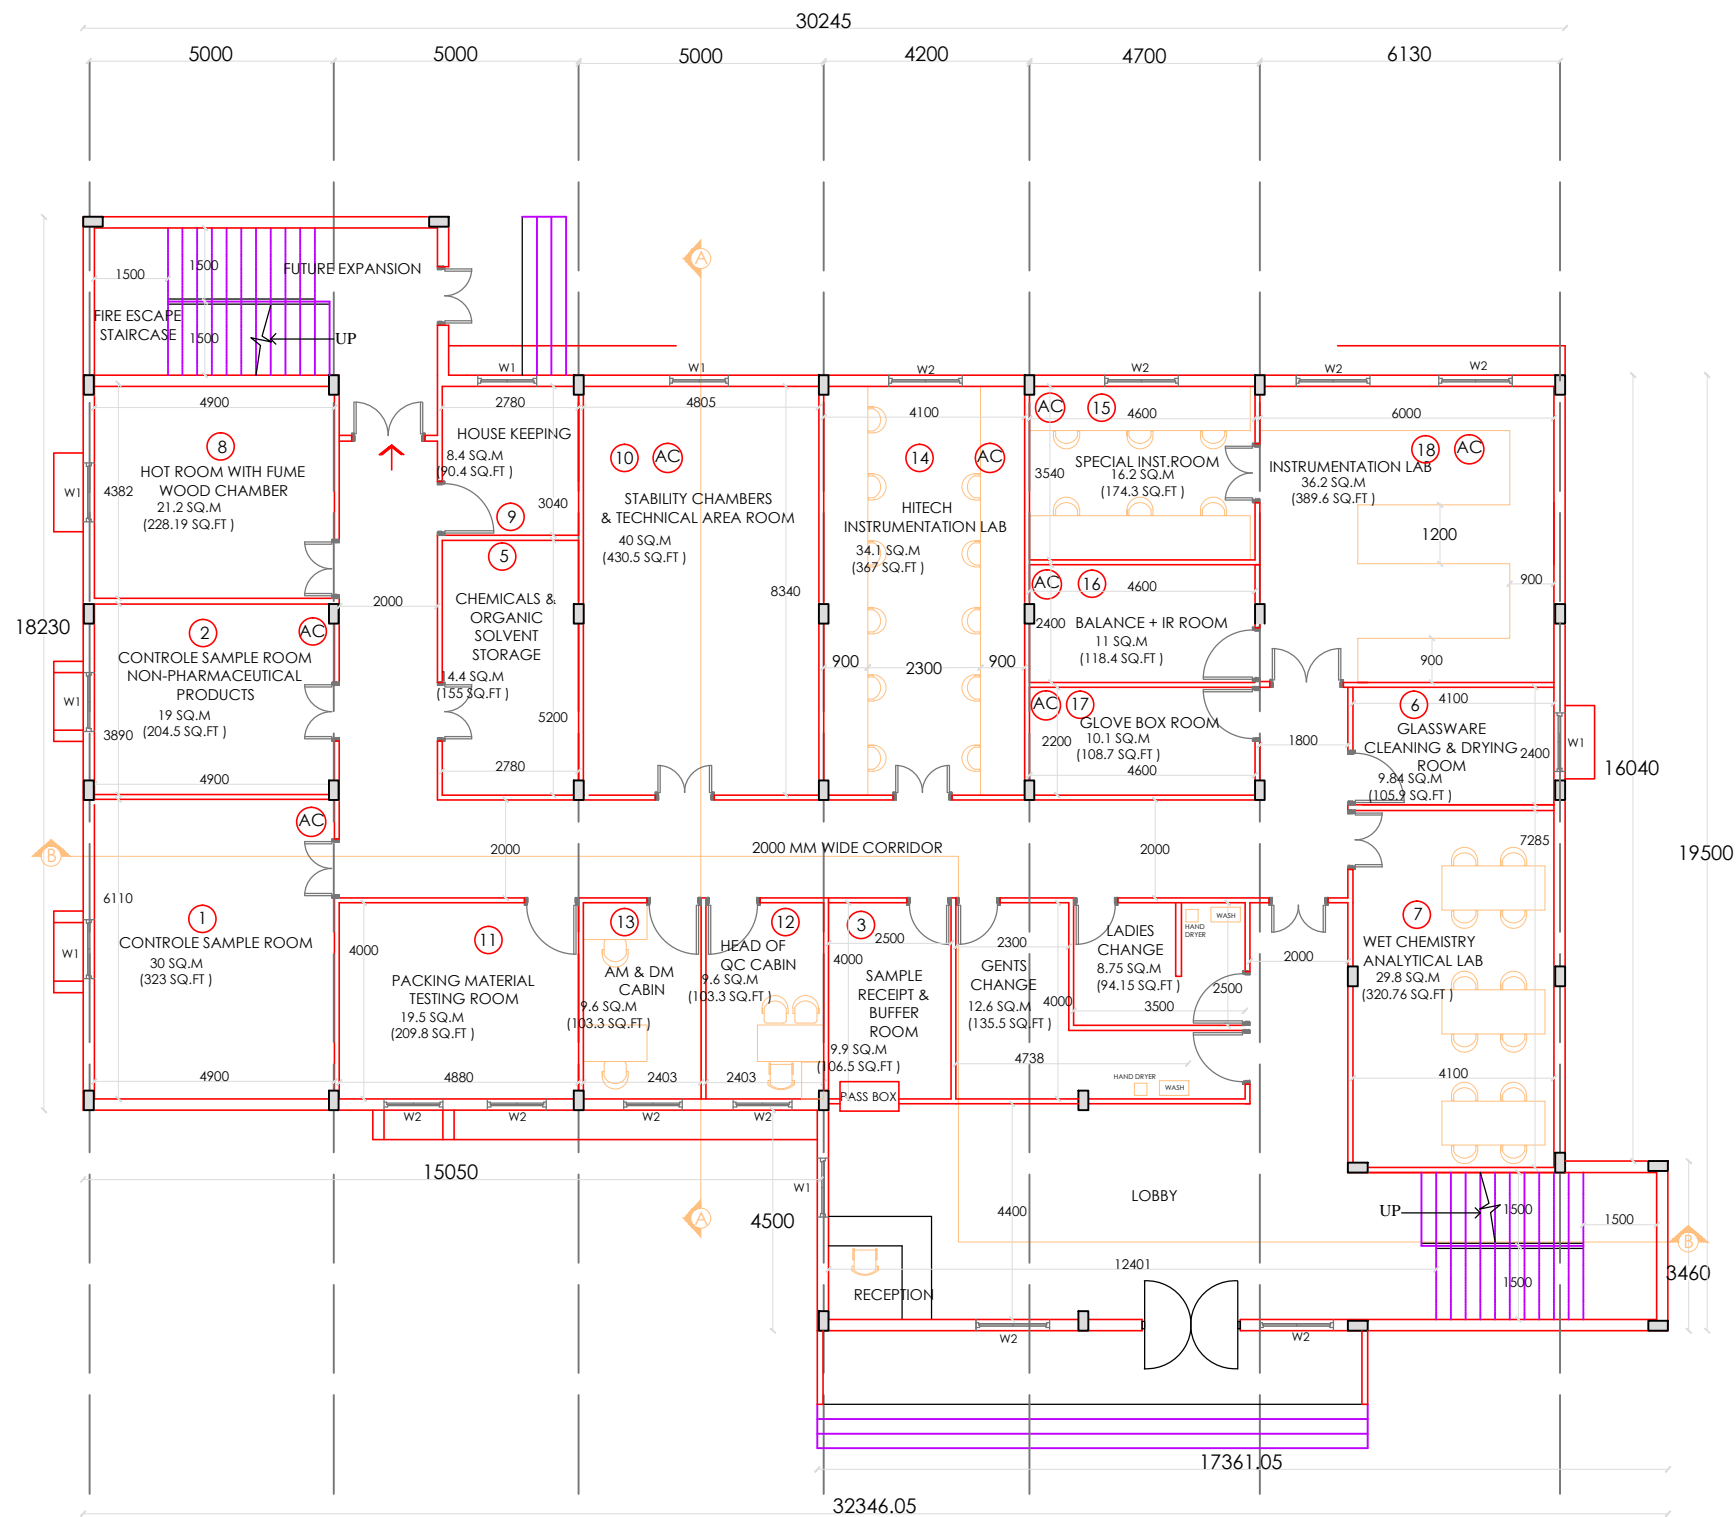 30245
5000
5000
5000
4200
4700
6130
A
1500
1500
FUTURE EXPANSION
FIRE ESCAPE
STAIRCASE
1500
UP
W1
W1
W2
W2
W2
W2
4900
2780
4805
4100
AC
15
4600
6000
8
HOT ROOM WITH FUME
WOOD CHAMBER
21.2 SQ.M
(228.19 SQ.FT )
4382
W1
HOUSE KEEPING
8.4 SQ.M
(90.4 SQ.FT )
3040
9
10
AC
STABILITY CHAMBERS
& TECHNICAL AREA ROOM
40 SQ.M
(430.5 SQ.FT )
8340
14
AC
HITECH
INSTRUMENTATION LAB
34.1 SQ.M
(367 SQ.FT )
3540
SPECIAL INST.ROOM
16.2 SQ.M
(174.3 SQ.FT )
18
AC
INSTRUMENTATION LAB
36.2 SQ.M
(389.6 SQ.FT )
1200
900
900
5
CHEMICALS &
ORGANIC
SOLVENT
STORAGE
14.4 SQ.M
(155 SQ.FT )
5200
2780
2000
18230
2
AC
CONTROLE SAMPLE ROOM
NON-PHARMACEUTICAL
PRODUCTS
19 SQ.M
(204.5 SQ.FT )
W1
3890
4900
900
2300
900
AC
16
4600
2400
BALANCE + IR ROOM
11 SQ.M
(118.4 SQ.FT )
AC
17
GLOVE BOX ROOM
10.1 SQ.M
(108.7 SQ.FT )
2200
4600
1800
4100
6
GLASSWARE
CLEANING & DRYING
ROOM
2400
9.84 SQ.M
(105.9 SQ.FT )
W1
16040
19500
AC
B
2000
2000 MM WIDE CORRIDOR
2000
7285
6110
1
CONTROLE SAMPLE ROOM
30 SQ.M
(323 SQ.FT )
W1
4900
4000
11
PACKING MATERIAL
TESTING ROOM
19.5 SQ.M
(209.8 SQ.FT )
4880
13
AM & DM
CABIN
9.6 SQ.M
(103.3 SQ.FT )
2403
12
HEAD OF
QC CABIN
9.6 SQ.M
(103.3 SQ.FT )
2403
3
2500
4000
SAMPLE
RECEIPT &
BUFFER
ROOM
9.9 SQ.M
(106.5 SQ.FT )
PASS BOX
2300
GENTS
CHANGE
12.6 SQ.M
(135.5 SQ.FT )
4000
4738
HAND DRYER
WASH
LADIES
CHANGE
8.75 SQ.M
(94.15 SQ.FT )
3500
2500
HAND
DRYER
WASH
2000
7
WET CHEMISTRY
ANALYTICAL LAB
29.8 SQ.M
(320.76 SQ.FT )
4100
W2
W2
W2
W2
15050
A
4500
W1
4400
LOBBY
UP
1500
1500
1500
B
3460
12401
RECEPTION
W2
W2
17361.05
32346.05